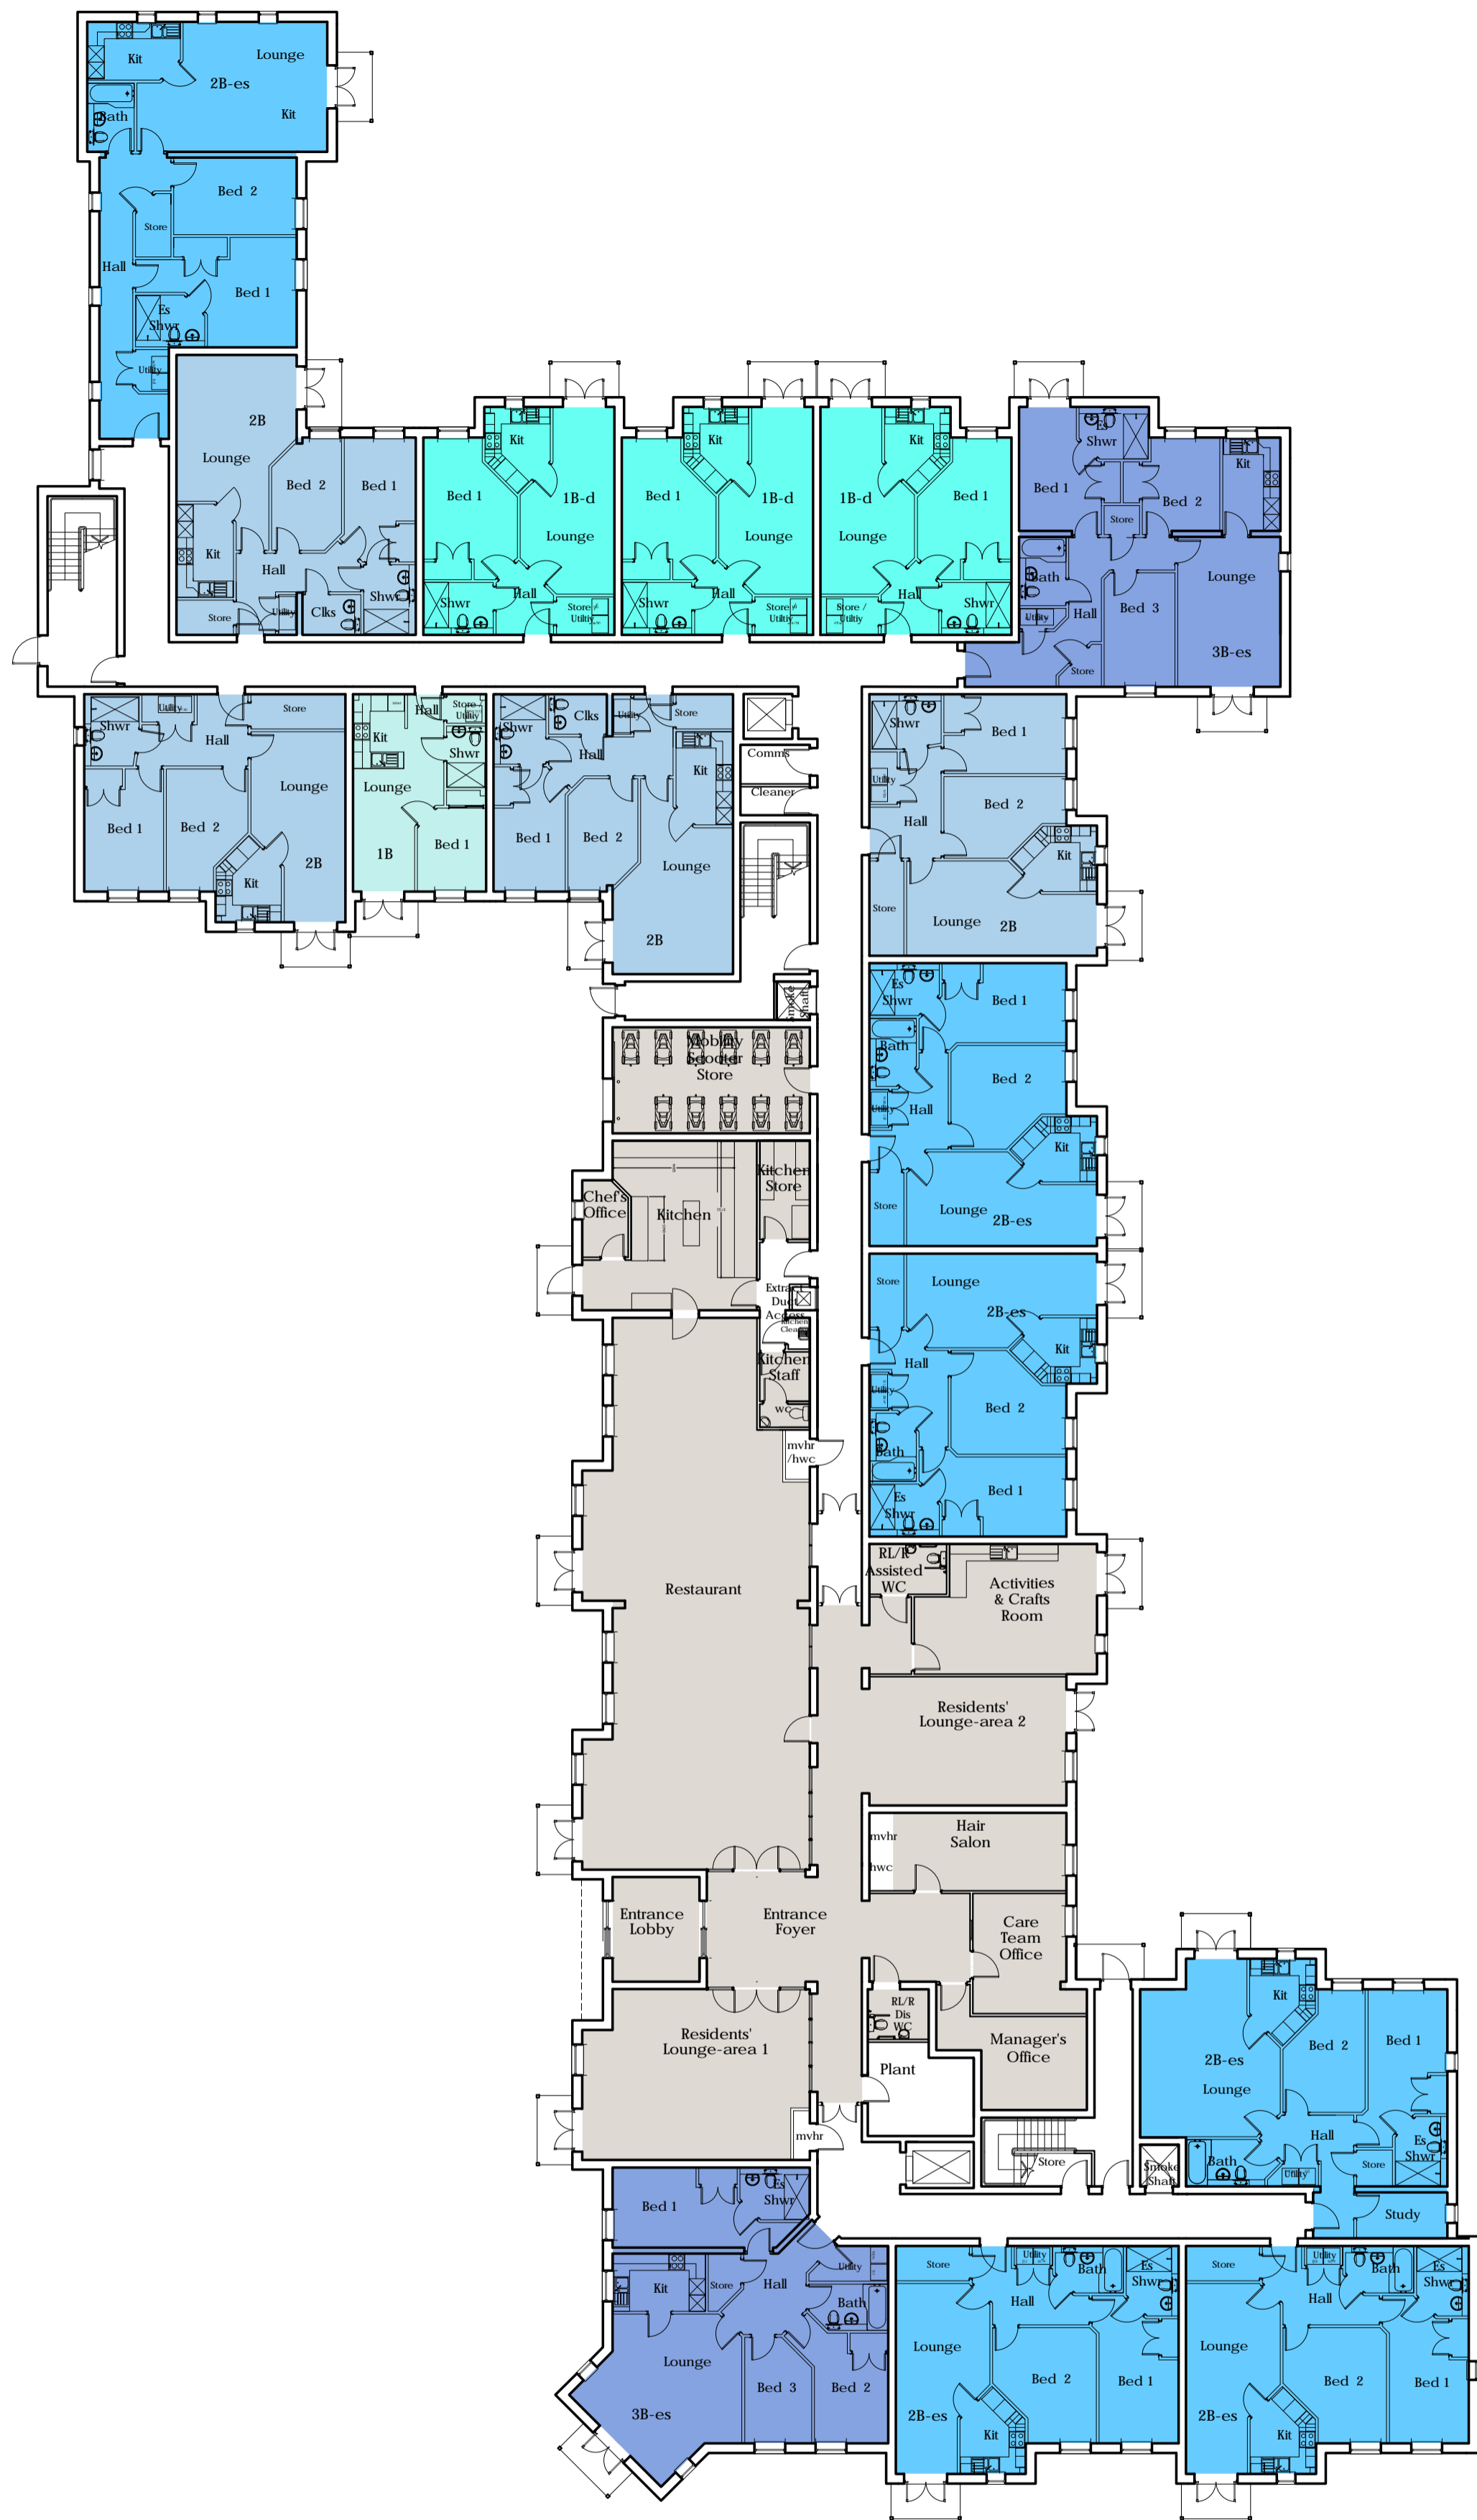 Lounge
Kit
2B-es
Bath
Kit
Bed 2
Store
Hall
Bed 1
Es
Shwr
Utility
2B
Lounge
Bed 2
Bed 1
Kit
Hall
Shwr
Store
Utility
Clks
Kit
Bed 1
1B-d
Lounge
Hall
Shwr
Store /
Utiltiy
Kit
Bed 1
1B-d
Lounge
Hall
Shwr
Store /
Utiltiy
Kit
1B-d
Bed 1
Lounge
Hall
Store /
Utiltiy
Shwr
Es
Shwr
Kit
Bed 1
Bed 2
Store
Bath
Lounge
Bed 3
Hall
Utility
3B-es
Store
Shwr
Utility
Store
Hall
Lounge
Bed 1
Bed 2
2B
Kit
Hall
Store /
Utility
Kit
Shwr
Lounge
1B
Bed 1
Shwr
Clks
Utility
Store
Hall
Kit
Bed 1
Bed 2
Lounge
2B
Comms
Cleaner
Smoke
Shaft
Shwr
Bed 1
Utility
Bed 2
Hall
Kit
Store
Lounge
2B
Es
Shwr
Bed 1
Bath
Bed 2
Utility
Hall
Kit
Store
Lounge
2B-es
Store
Lounge
2B-es
Kit
Hall
Utility
Bed 2
Bath
Bed 1
Es
Shwr
Mobility
Scooter
Store
Kitchen
Store
Chef's
Office
Kitchen
Extract
Duct
Access
Kitchen
Clean
Kitchen
Staff
WC
mvhr
/hwc
Restaurant
RL/R
Assisted
WC
Activities
& Crafts
Room
Residents'
Lounge-area 2
mvhr
hwc
Hair
Salon
Entrance
Lobby
Entrance
Foyer
Care
Team
Office
RL/R
Dis
WC
Manager's
Office
Residents'
Lounge-area 1
Plant
mvhr
Store
Smoke
Shaft
Kit
Bed 2
Bed 1
2B-es
Lounge
Hall
Es
Shwr
Bath
Utility
Store
Study
Bed 1
Es
Shwr
Kit
Store
Hall
Utility
Bath
Lounge
Bed 3
Bed 2
3B-es
Store
Utility
Bath
Es
Shwr
Hall
Lounge
Bed 2
Bed 1
2B-es
Kit
Store
Utility
Bath
Es
Shwr
Hall
Lounge
Bed 2
Bed 1
2B-es
Kit